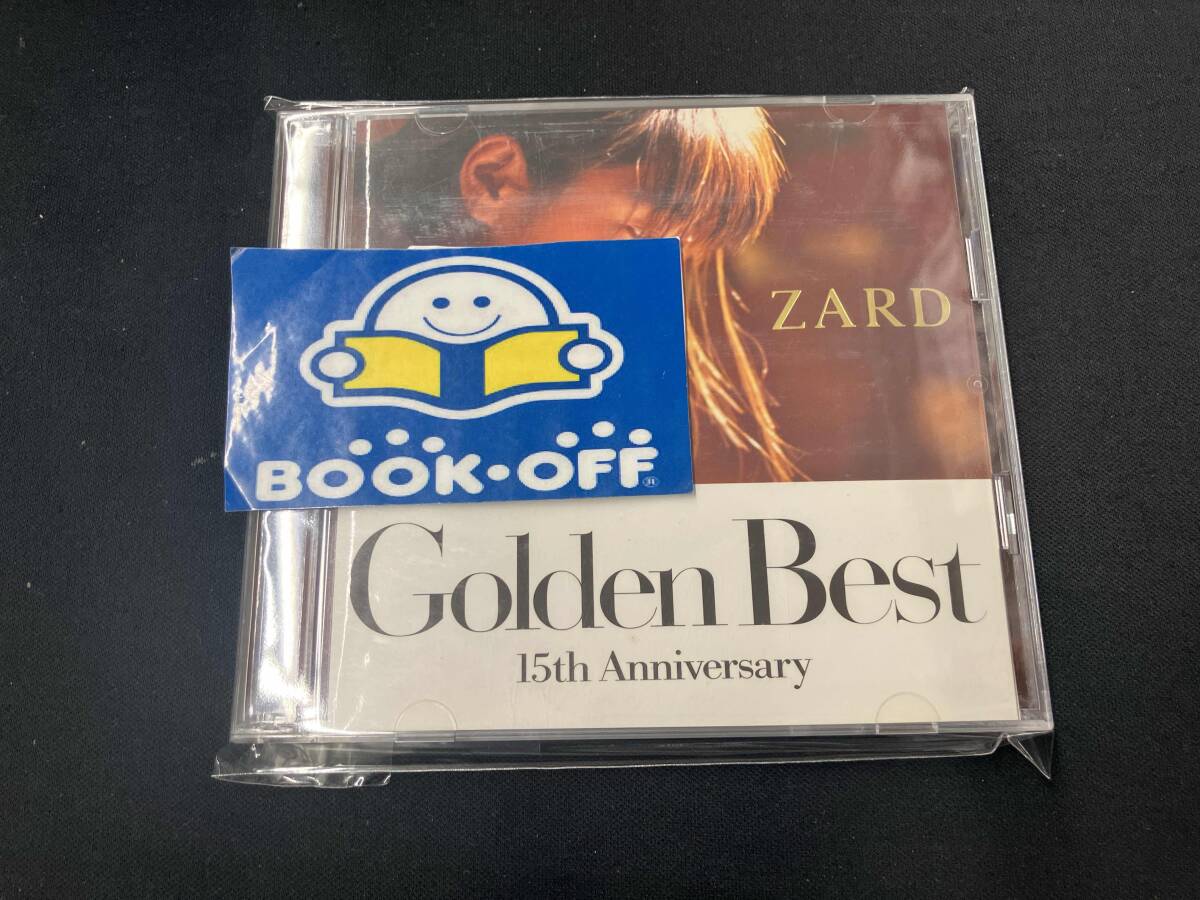 ZARD
BOOK·OFF
Golden Best
15th Anniversary